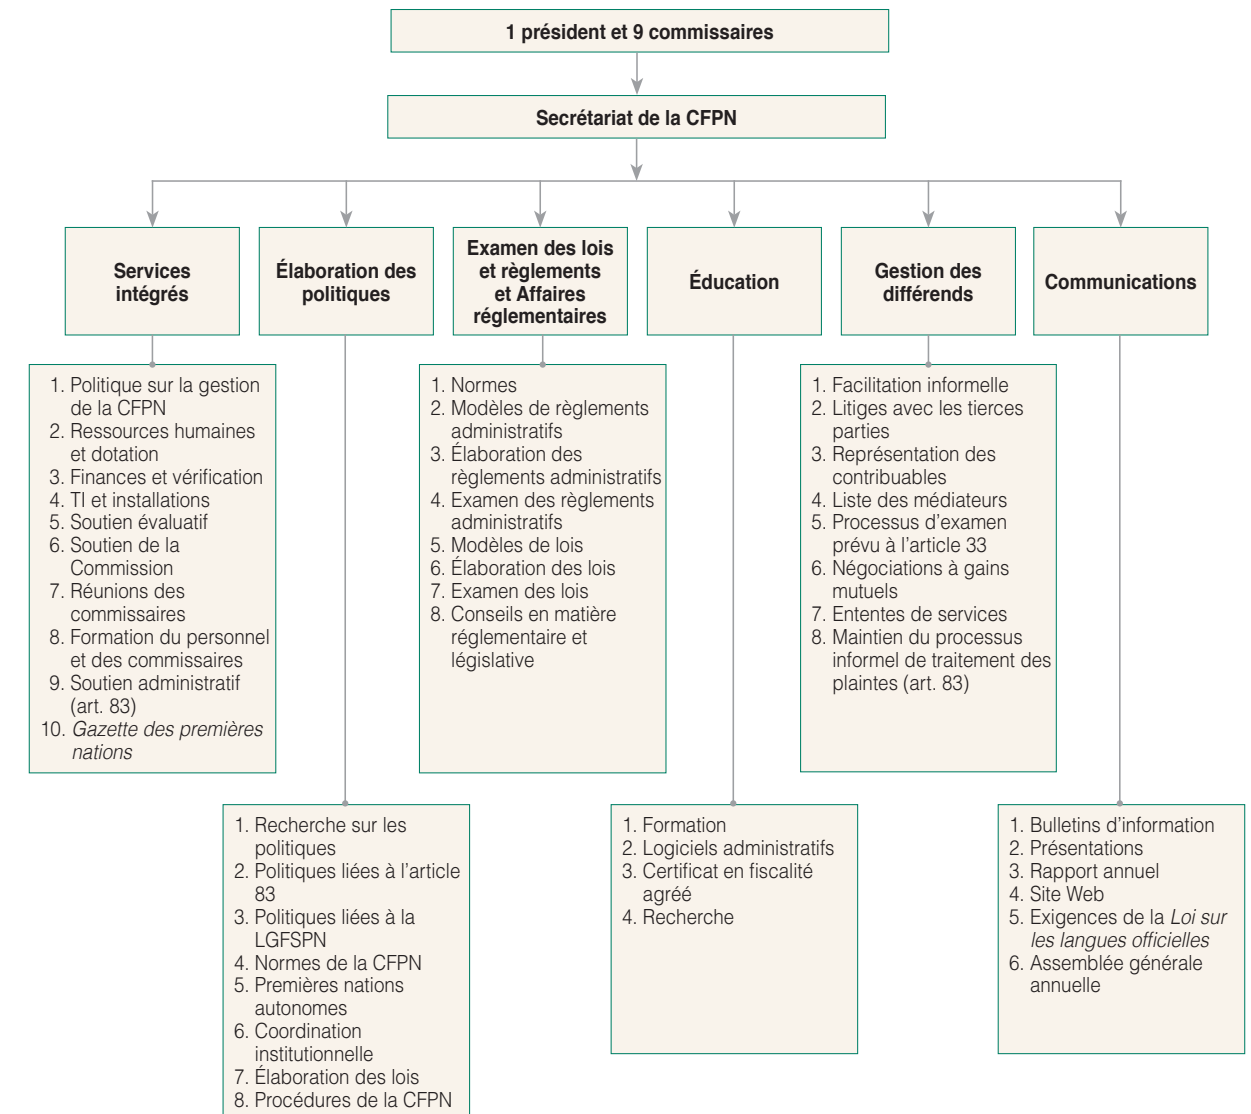 1 président et 9 commissaires
Secrétariat de la CFPN
Services
intégrés
Élaboration des
politiques
Examen des lois
et règlements
et Affaires
réglementaires
Éducation
Gestion des
différends
Communications
1. Politique sur la gestion
de la CFPN
2. Ressources humaines
et dotation
3. Finances et vérification
4. TI et installations
5. Soutien évaluatif
6. Soutien de la
Commission
7. Réunions des
commissaires
8. Formation du personnel
et des commissaires
9. Soutien administratif
(art. 83)
10. Gazette des premières
nations
1. Normes
2. Modèles de règlements
administratifs
3. Élaboration des
règlements administratifs
4. Examen des règlements
administratifs
5. Modèles de lois
6. Élaboration des lois
7. Examen des lois
8. Conseils en matière
réglementaire et
législative
1. Facilitation informelle
2. Litiges avec les tierces
parties
3. Représentation des
contribuables
4. Liste des médiateurs
5. Processus d'examen
prévu à l'article 33
6. Négociations à gains
mutuels
7. Ententes de services
8. Maintien du processus
informel de traitement des
plaintes (art. 83)
1. Recherche sur les
politiques
2. Politiques liées à l'article
83
3. Politiques liées à la
LGFSPN
4. Normes de la CFPN
5. Premières nations
autonomes
6. Coordination
institutionnelle
7. Élaboration des lois
8. Procédures de la CFPN
1. Formation
2. Logiciels administratifs
3. Certificat en fiscalité
agréé
4. Recherche
1. Bulletins d'information
2. Présentations
3. Rapport annuel
4. Site Web
5. Exigences de la Loi sur
les langues officielles
6. Assemblée générale
annuelle